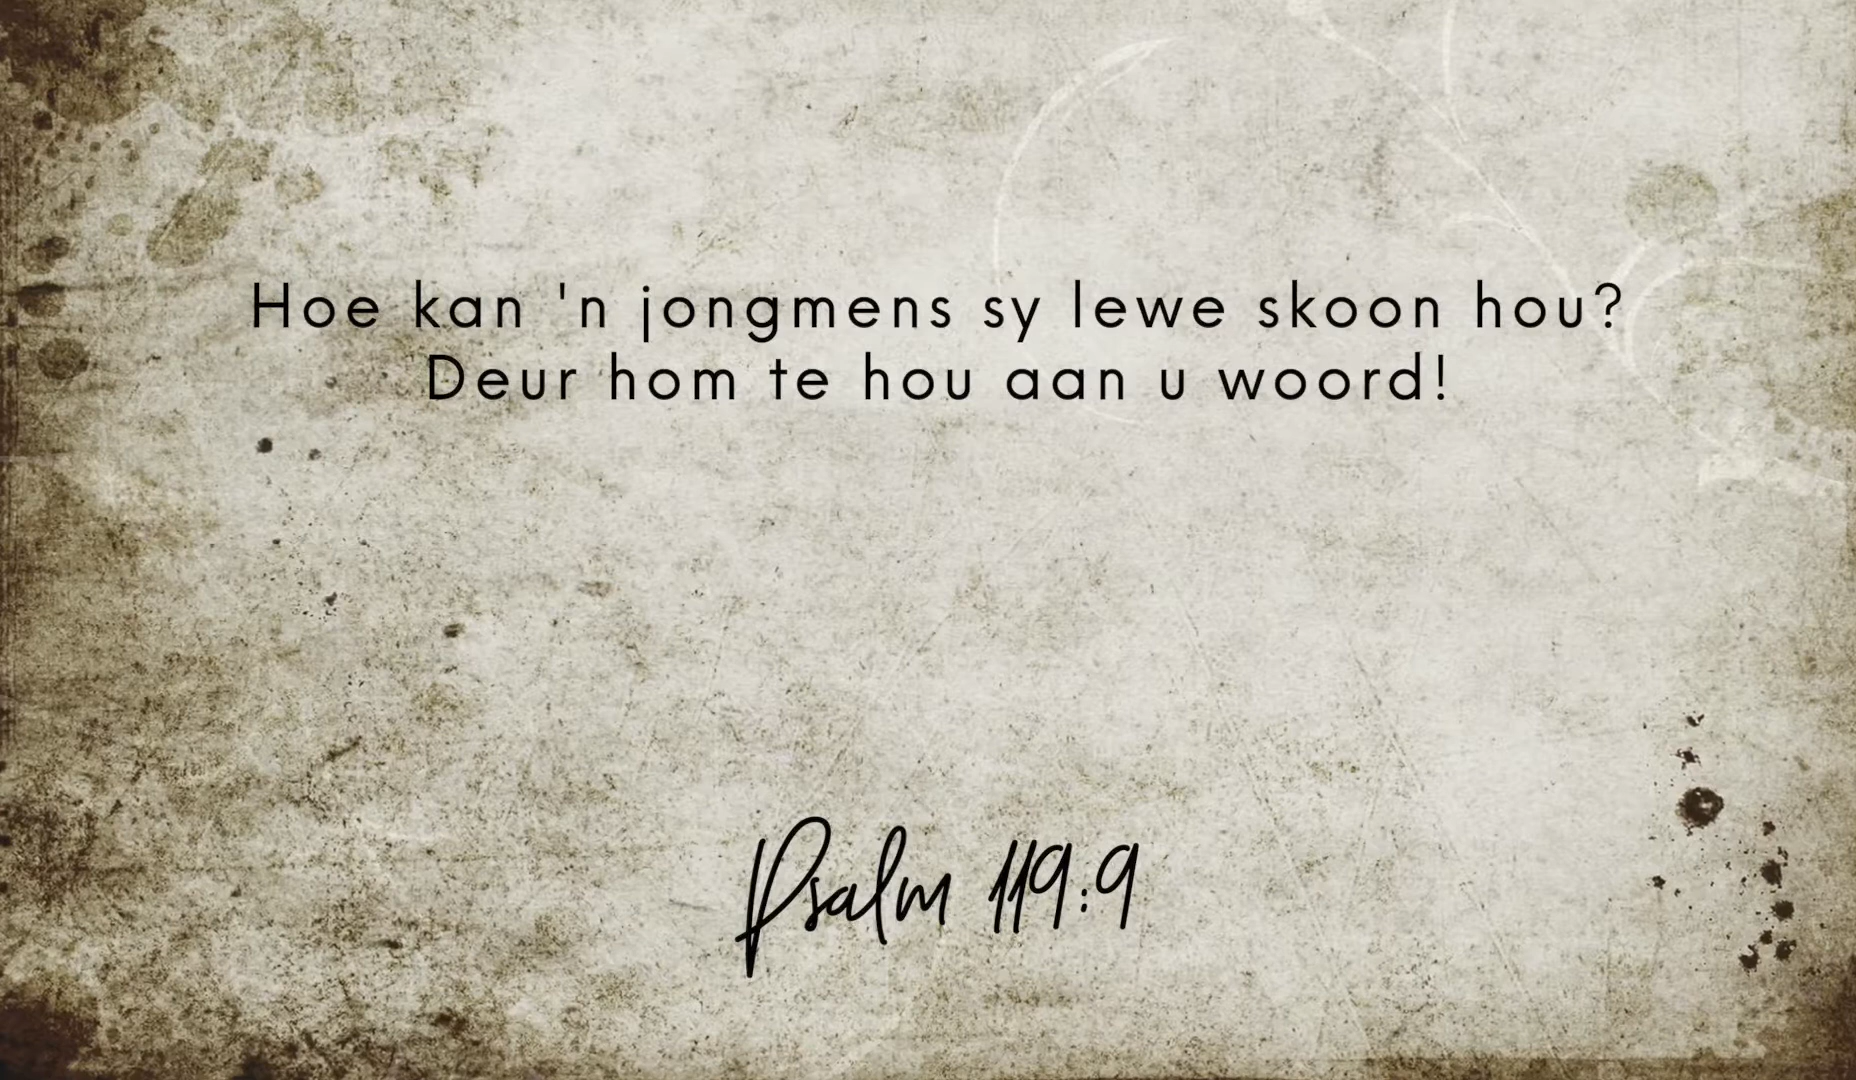 Hoe kan 'n jongmens sy lewe skoon hou?
Deur hom te hou aan u woord!
Psalm 119:9